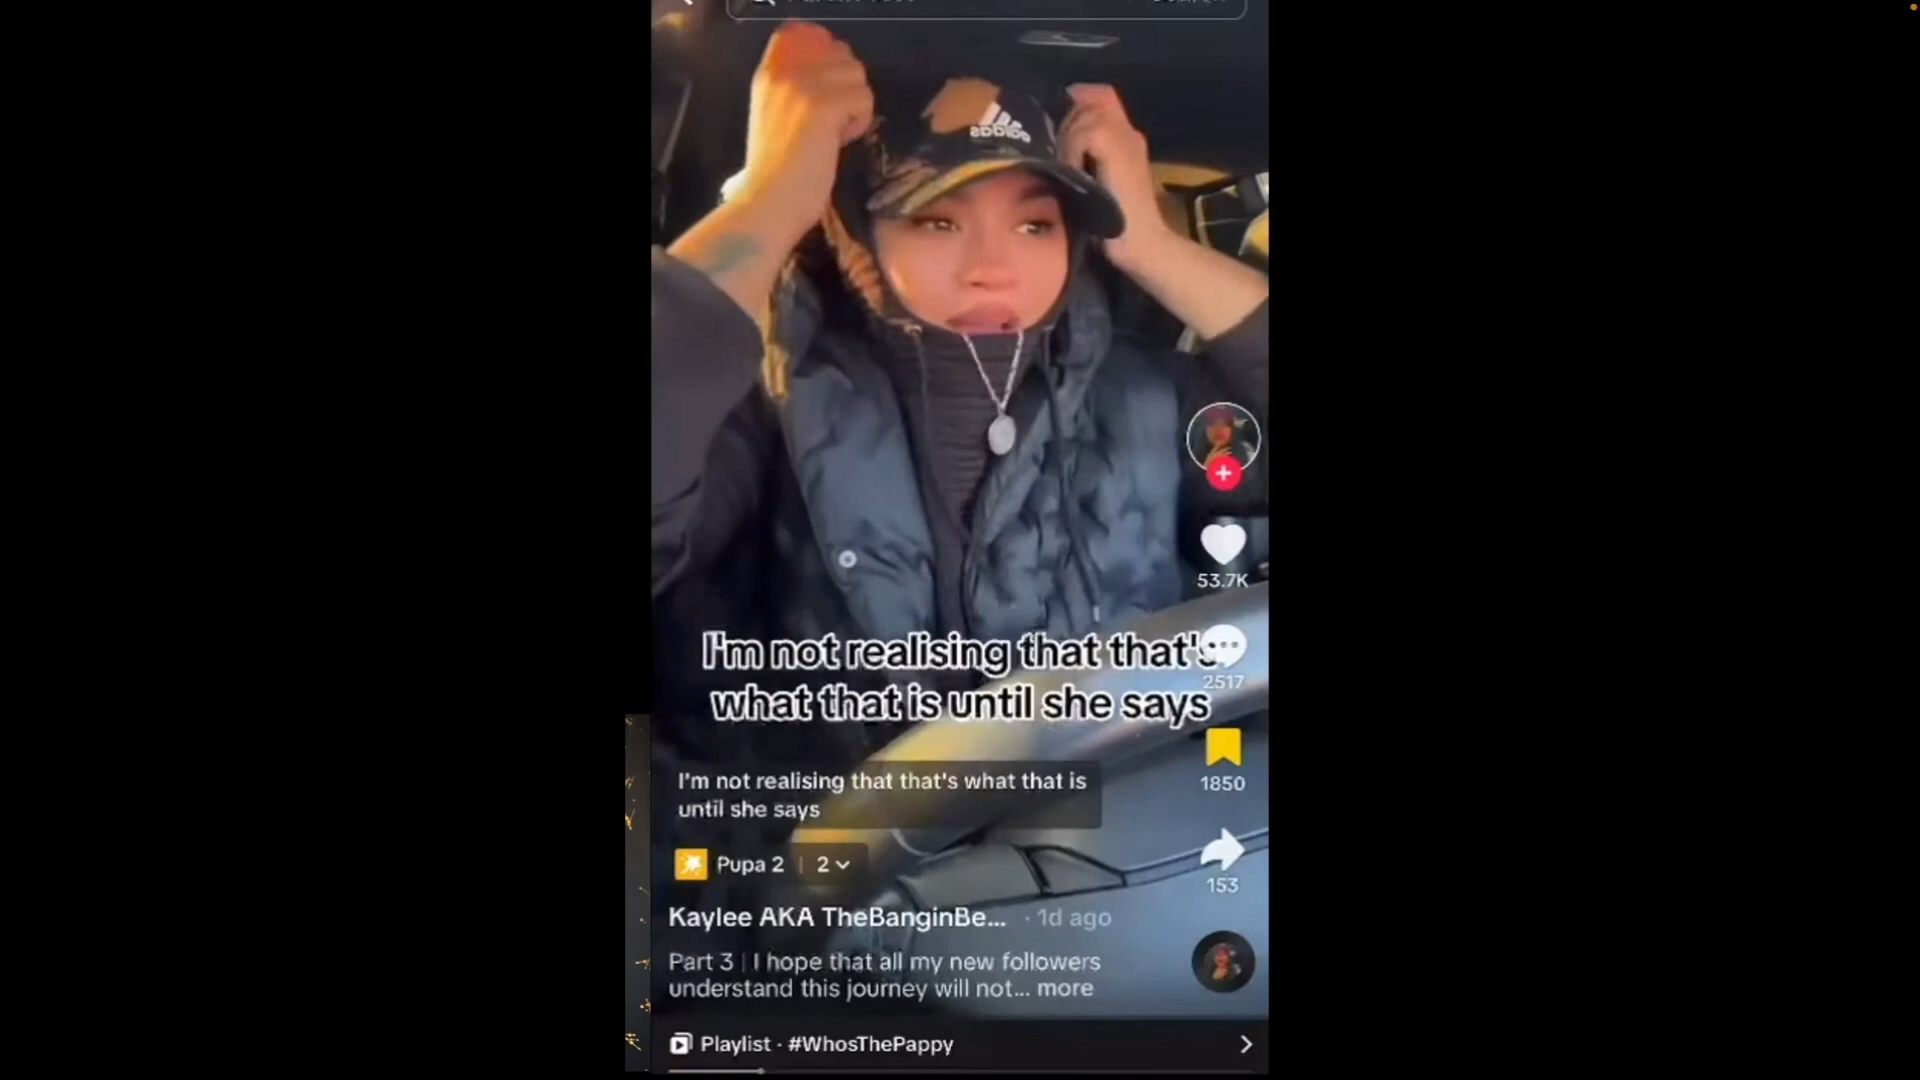 adidas
53.7K
I'm not realising that that's
what that is until she says
2517
I'm not realising that that's what that is
until she says
1850
Pupa 2 | 2
153
Kaylee AKA TheBanginBe... · 1d ago
Part 3 | I hope that all my new followers
understand this journey will not... more
Playlist · #WhosThePappy